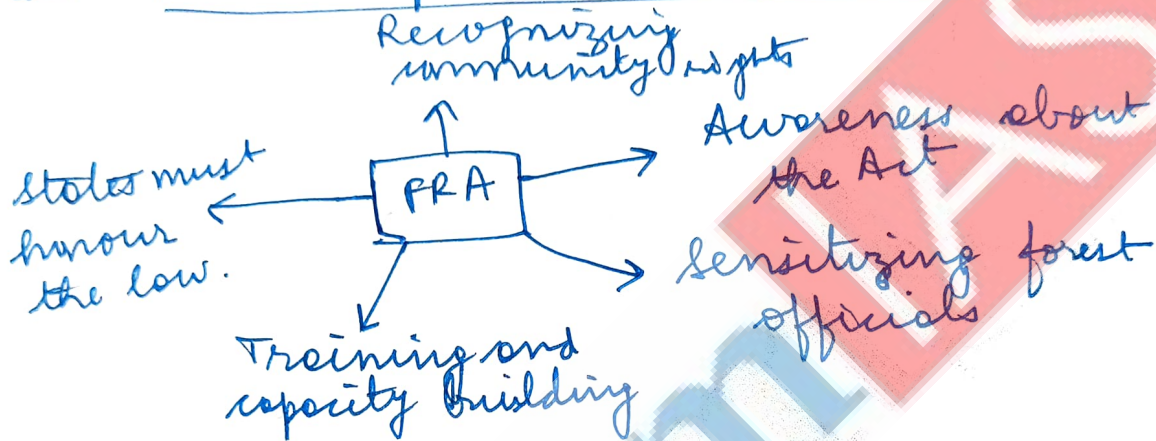 Recognizing
community rights
Awareness about
the Act
States must
honour
the law.
FRA
Sensitizing forest
officials
Training and
capacity building
IAS